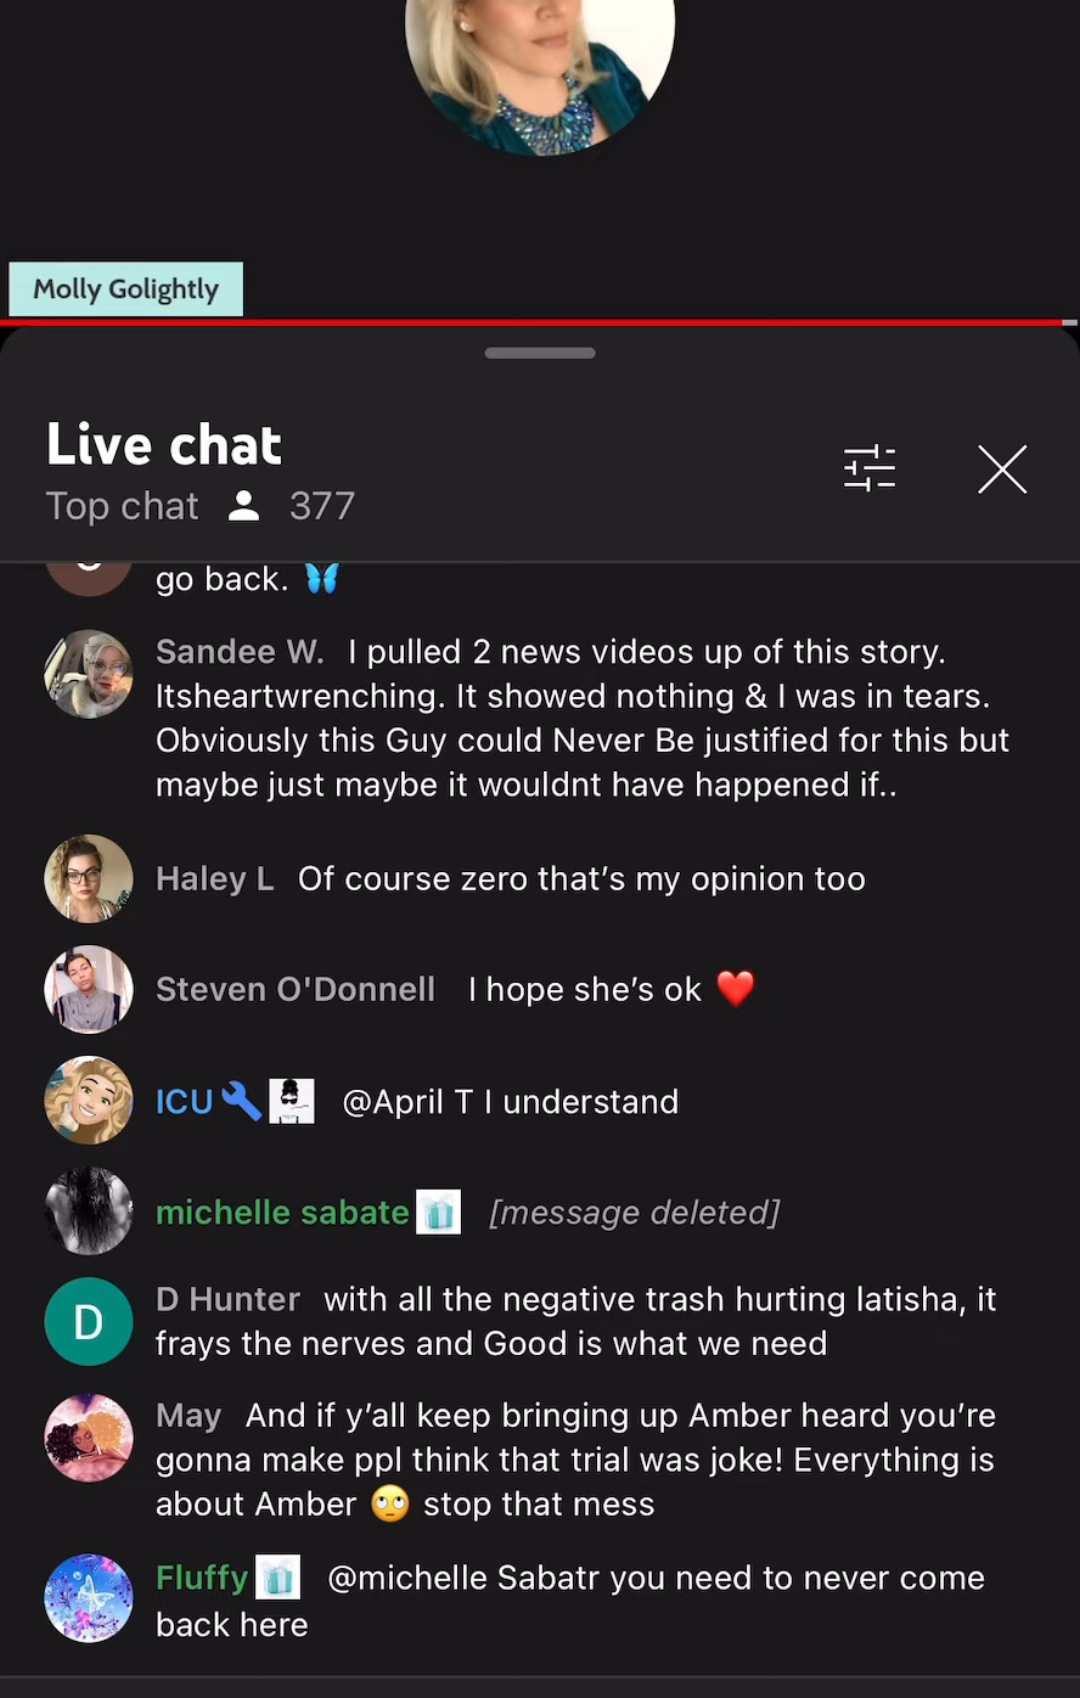 Molly Golightly
Live chat
Top chat 377
go back. 🦋
Sandee W. I pulled 2 news videos up of this story.
Itsheartwrenching. It showed nothing & I was in tears.
Obviously this Guy could Never Be justified for this but
maybe just maybe it wouldnt have happened if..
Haley L Of course zero that’s my opinion too
Steven O'Donnell I hope she’s ok ❤️
ICU @April T I understand
michelle sabate [message deleted]
D
D Hunter with all the negative trash hurting latisha, it
frays the nerves and Good is what we need
May And if y’all keep bringing up Amber heard you’re
gonna make ppl think that trial was joke! Everything is
about Amber 🙄 stop that mess
Fluffy @michelle Sabatr you need to never come
back here